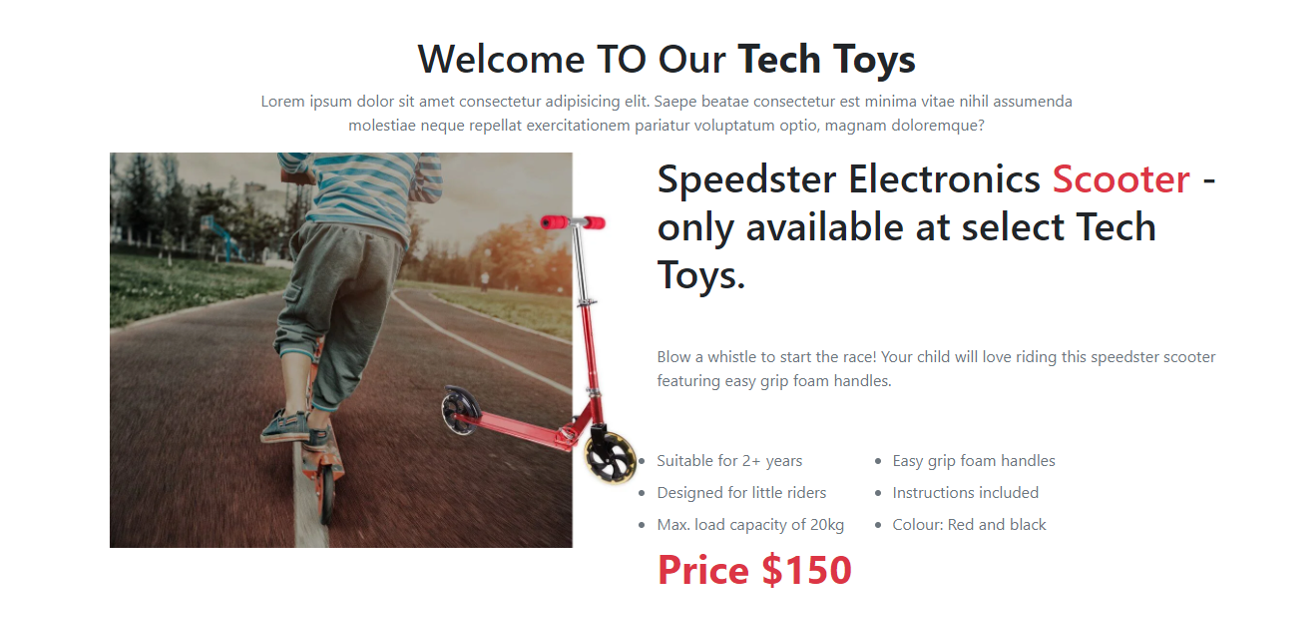 Welcome TO Our Tech Toys
Lorem ipsum dolor sit amet consectetur adipisicing elit. Saepe beatae consectetur est minima vitae nihil assumenda
molestiae neque repellat exercitationem pariatur voluptatum optio, magnam doloremque?
Speedster Electronics Scooter -
only available at select Tech
Toys.
Blow a whistle to start the race! Your child will love riding this speedster scooter
featuring easy grip foam handles.
Suitable for 2+ years
Designed for little riders
Max. load capacity of 20kg
Easy grip foam handles
Instructions included
Colour: Red and black
Price $150